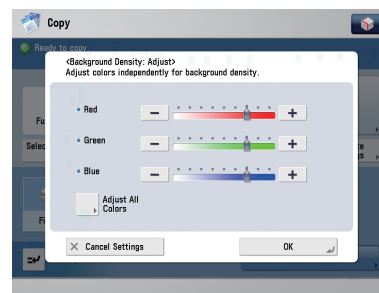 Copy
Ready to copy.
<Background Density: Adjust>
Adjust colors independently for background density.
Red
Green
Blue
Adjust All
Colors
Cancel Settings
OK